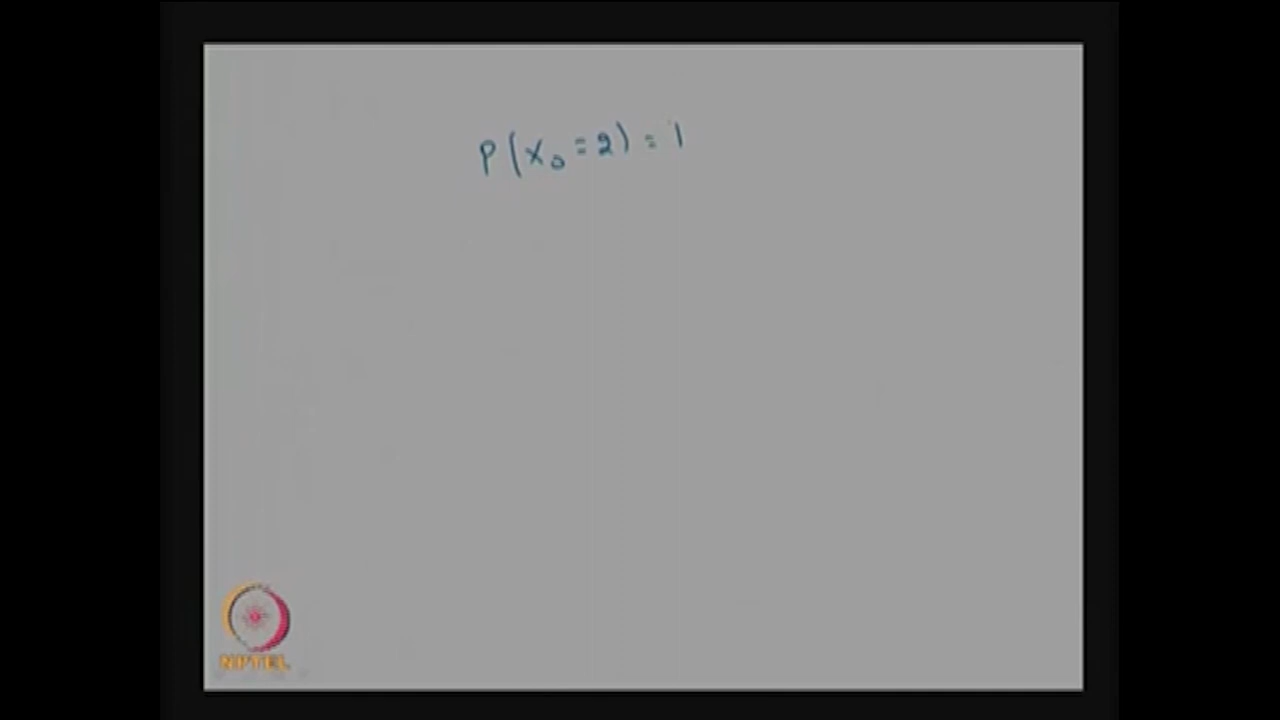 P(X₀ = 2) = 1
NPTEL